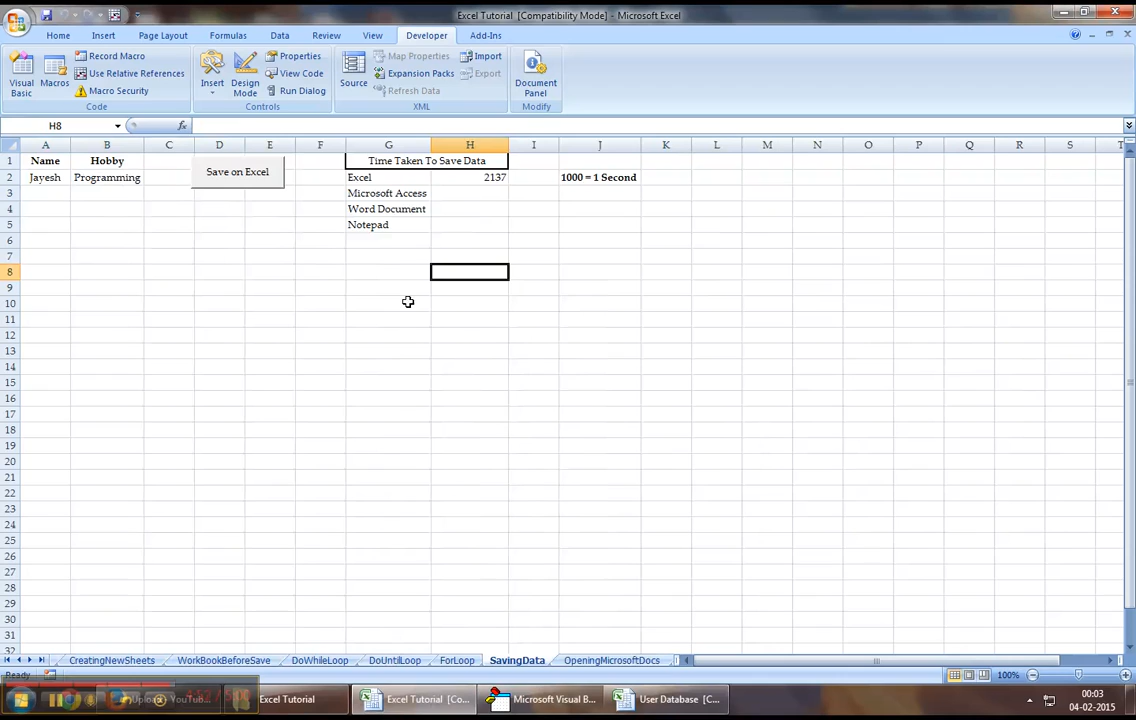 Excel Tutorial [Compatibility Mode] - Microsoft Excel
Home Insert Page Layout Formulas Data Review View Developer Add-Ins
Visual Basic
Macros
Record Macro
Use Relative References
Macro Security
Code
Insert
Design Mode
Properties
View Code
Run Dialog
Controls
Source
Map Properties
Expansion Packs
Refresh Data
Import
Export
XML
Document Panel
Modify
H8 fx
A B C D E F G H I J K L M N O P Q R S T
1 Name Hobby Time Taken To Save Data
Save on Excel
2 Jayesh Programming Excel 2137 1000 = 1 Second
3 Microsoft Access
4 Word Document
5 Notepad
6
7
8
9
10
11
12
13
14
15
16
17
18
19
20
21
22
23
24
25
26
27
28
29
30
31
32
CreatingNewSheets WorkBookBeforeSave DoWhileLoop DoUntilLoop ForLoop SavingData OpeningMicrosoftDocs
Ready 100%
Excel Tutorial Excel Tutorial [Co... Microsoft Visual B... User Database [C... 00:03
04-02-2015